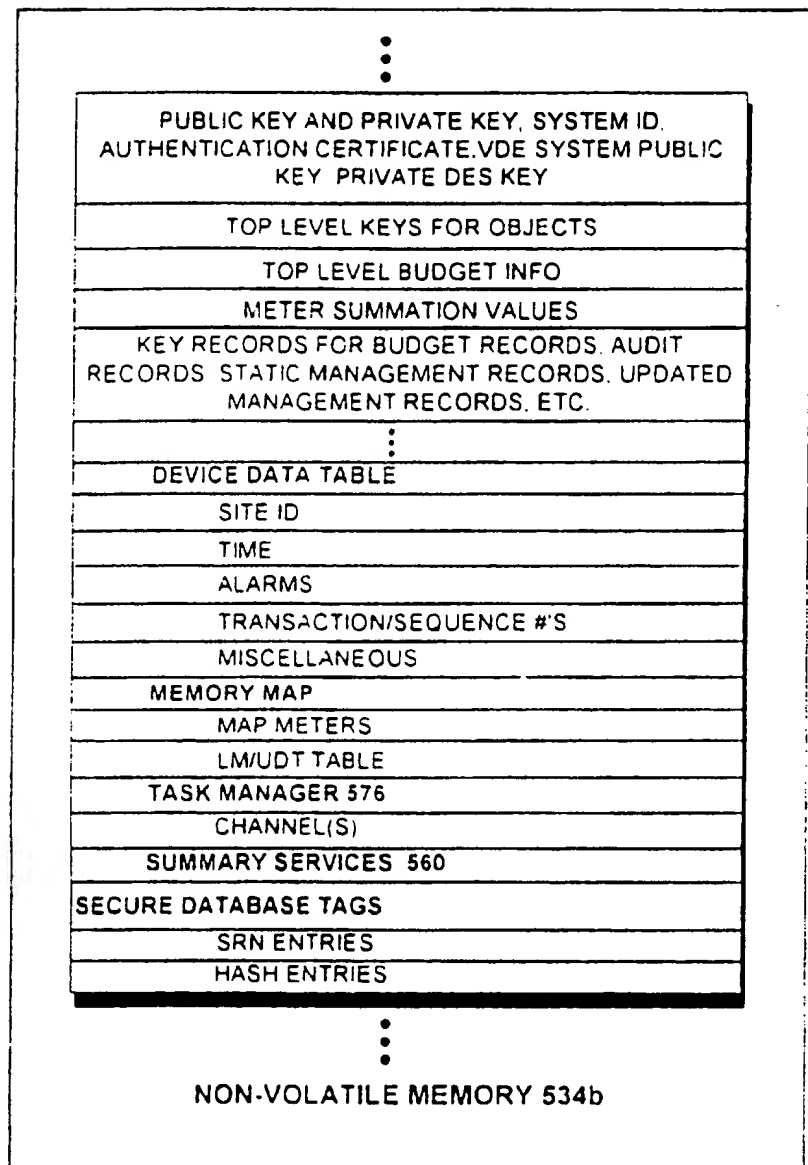 PUBLIC KEY AND PRIVATE KEY, SYSTEM ID,
AUTHENTICATION CERTIFICATE.VDE SYSTEM PUBLIC
KEY PRIVATE DES KEY
TOP LEVEL KEYS FOR OBJECTS
TOP LEVEL BUDGET INFO
METER SUMMATION VALUES
KEY RECORDS FOR BUDGET RECORDS, AUDIT
RECORDS STATIC MANAGEMENT RECORDS, UPDATED
MANAGEMENT RECORDS, ETC.
DEVICE DATA TABLE
SITE ID
TIME
ALARMS
TRANSACTION/SEQUENCE #'S
MISCELLANEOUS
MEMORY MAP
MAP METERS
LM/UDT TABLE
TASK MANAGER 576
CHANNEL(S)
SUMMARY SERVICES 560
SECURE DATABASE TAGS
SRN ENTRIES
HASH ENTRIES
NON-VOLATILE MEMORY 534b